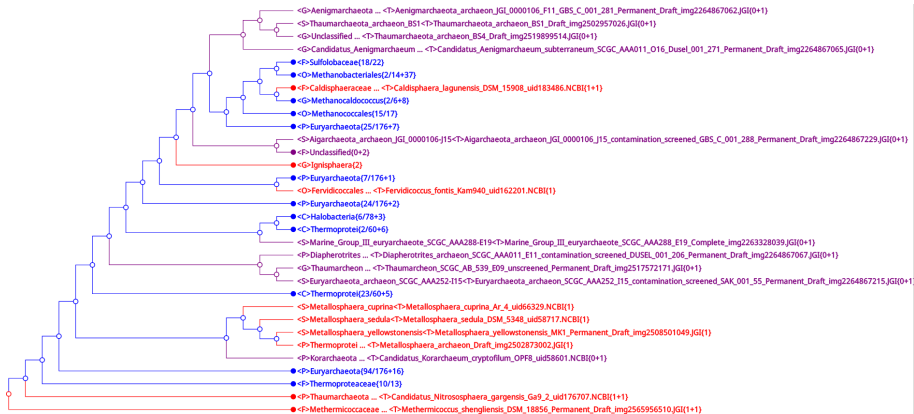 <G>Aenigmarchaeota ... <T>Aenigmatarchaeota_archaeon_JGI_0000106_F11_GBS_C_001_281_Permanent_Draft_img2264867062.JGI{0+1}
<S>Thaumarchaeota_archaeon_BS1<T>Thaumarchaeota_archaeon_BS1_Draft_img2502957026.JGI{0+1}
<G>Unclassified ... <T>Thaumarchaeote_archaeon_BS4_Draft_img2519899514.JGI{0+1}
<G>Candidatus_Aenigmarchaeum ... <T>Candidatus_Aenigmarchaeum_subterraneum_SCGC_AAA011_O16_Dusel_001_271_Permanent_Draft_img2264867065.JGI{0+1}
<F>Sulfolobaceae{18/22}
<O>Methanobacteriales{2/14+37}
<F>Caldisphaeraceae ... <T>Caldisphaera_lagunensis_DSM_15908_uid183486.NCBI{1+1}
<G>Methanocaldococcus{2/6+8}
<O>Methanococcales{15/17}
<P>Euryarchaeota{25/176+7}
<S>Aigarchaeota_archaeon_JGI_0000106-J15<T>Aigarchaeota_archaeon_JGI_0000106_J15_contamination_screened_GBS_C_001_288_Permanent_Draft_img2264867229.JGI{0+1}
<F>Unclassified{0+2}
<G>Ignisphaera{2}
<P>Euryarchaeota{7/176+1}
<O>Fervidicoccales ... <T>Fervidicoccus_fontis_Kam940_uid162201.NCBI{1}
<P>Euryarchaeota{24/176+2}
<C>Halobacteria{6/78+3}
<C>Thermoprotei{2/60+6}
<S>Marine_Group_III_euryarchaeote_SCGC_AAA288-E19<T>Marine_Group_III_euryarchaeote_SCGC_AAA288_E19_Complete_img2263328039.JGI{0+1}
<P>Diapherotrites ... <T>Diapherotrites_archaeon_SCGC_AAA011_E11_contamination_screened_DUSEL_001_206_Permanent_Draft_img2264867067.JGI{0+1}
<G>Thaumarcheon ... <T>Thaumarcheon_SCGC_AB_539_E09_unscreened_Permanent_Draft_img2517572171.JGI{0+1}
<S>Euryarchaeota_archaeon_SCGC_AAA252-I15<T>Euryarchaeota_archaeon_SCGC_AAA252_I15_contamination_screened_SAK_001_55_Permanent_Draft_img2264867215.JGI{0+1}
<C>Thermoprotei{23/60+5}
<S>Metallosphaera_cuprina<T>Metallosphaera_cuprina_Ar_4_uid66329.NCBI{1}
<S>Metallosphaera_sedula<T>Metallosphaera_sedula_DSM_5348_uid58717.NCBI{1}
<S>Metallosphaera_yellowstonensis<T>Metallosphaera_yellowstonensis_MK1_Permanent_Draft_img2508501049.JGI{1}
<P>Thermoprotei ... <T>Metallosphaera_archaeon_Draft_img2502873002.JGI{1}
<P>Korarchaeota ... <T>Candidatus_Korarchaeum_cryptofilum_OPF8_uid58601.NCBI{0+1}
<P>Euryarchaeota{94/176+16}
<F>Thermoproteaceae{10/13}
<P>Thaumarchaeota ... <T>Candidatus_Nitrososphaera_gargensis_Ga9_2_uid176707.NCBI{1+1}
<F>Methermicoccaceae ... <T>Methermicoccus_shengliensis_DSM_18856_Permanent_Draft_img2565956510.JGI{1+1}